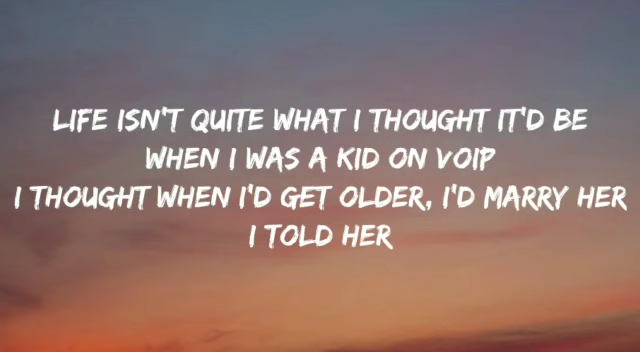 LIFE ISN'T QUITE WHAT I THOUGHT IT'D BE
WHEN I WAS A KID ON VOIP
I THOUGHT WHEN I'D GET OLDER, I'D MARRY HER
I TOLD HER